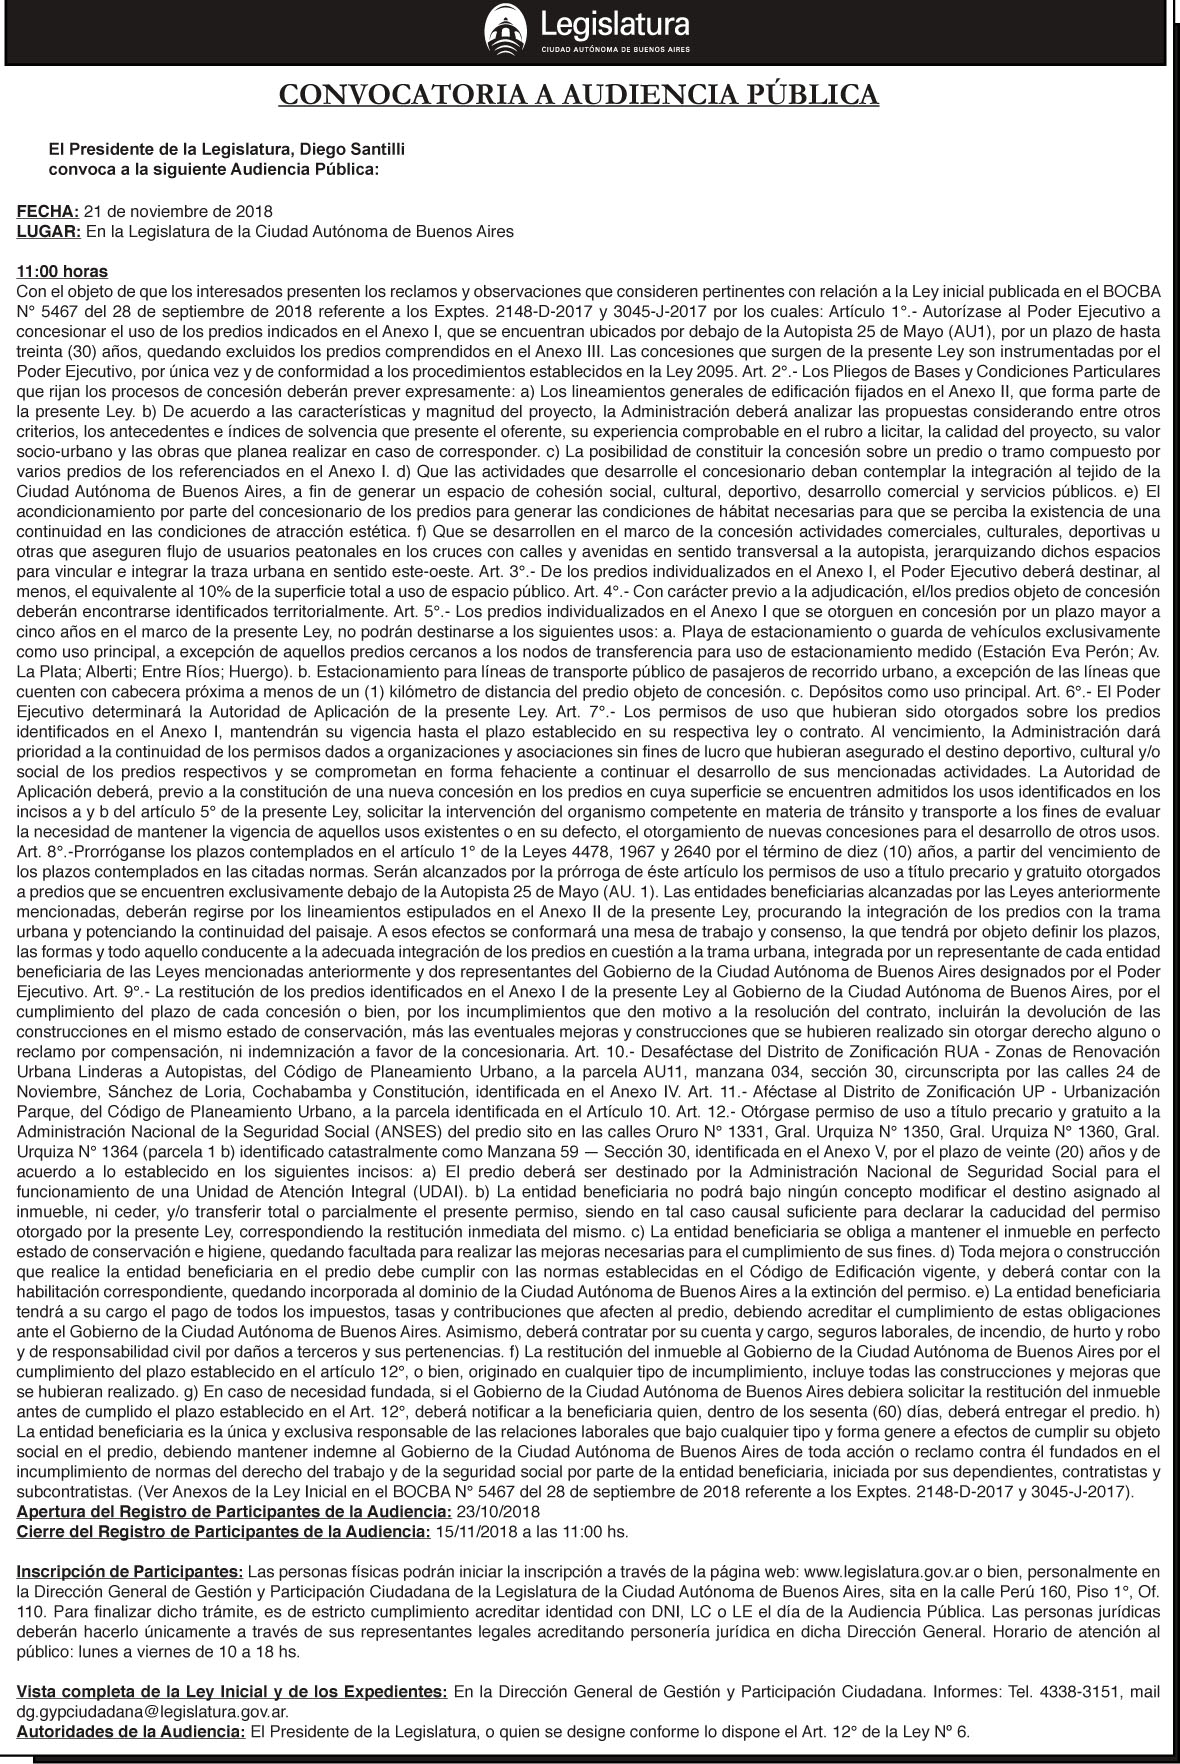 Legislatura
CIUDAD AUTÓNOMA DE BUENOS AIRES
CONVOCATORIA A AUDIENCIA PÚBLICA
El Presidente de la Legislatura, Diego Santilli
convoca a la siguiente Audiencia Pública:
FECHA: 21 de noviembre de 2018
LUGAR: En la Legislatura de la Ciudad Autónoma de Buenos Aires
11:00 horas
Con el objeto de que los interesados presenten los reclamos y observaciones que consideren pertinentes con relación a la Ley inicial publicada en el BOCBA
N° 5467 del 28 de septiembre de 2018 referente a los Exptes. 2148-D-2017 y 3045-J-2017 por los cuales: Artículo 1°.- Autorízase al Poder Ejecutivo a
concesionar el uso de los predios indicados en el Anexo I, que se encuentran ubicados por debajo de la Autopista 25 de Mayo (AU1), por un plazo de hasta
treinta (30) años, quedando excluidos los predios comprendidos en el Anexo III. Las concesiones que surgen de la presente Ley son instrumentadas por el
Poder Ejecutivo, por única vez y de conformidad a los procedimientos establecidos en la Ley 2095. Art. 2°.- Los Pliegos de Bases y Condiciones Particulares
que rijan los procesos de concesión deberán prever expresamente: a) Los lineamientos generales de edificación fijados en el Anexo II, que forma parte de
la presente Ley. b) De acuerdo a las características y magnitud del proyecto, la Administración deberá analizar las propuestas considerando entre otros
criterios, los antecedentes e índices de solvencia que presente el oferente, su experiencia comprobable en el rubro a licitar, la calidad del proyecto, su valor
socio-urbano y las obras que planea realizar en caso de corresponder. c) La posibilidad de constituir la concesión sobre un predio o tramo compuesto por
varios predios de los referenciados en el Anexo I. d) Que las actividades que desarrolle el concesionario deban contemplar la integración al tejido de la
Ciudad Autónoma de Buenos Aires, a fin de generar un espacio de cohesión social, cultural, deportivo, desarrollo comercial y servicios públicos. e) El
acondicionamiento por parte del concesionario de los predios para generar las condiciones de hábitat necesarias para que se perciba la existencia de una
continuidad en las condiciones de atracción estética. f) Que se desarrollen en el marco de la concesión actividades comerciales, culturales, deportivas u
otras que aseguren flujo de usuarios peatonales en los cruces con calles y avenidas en sentido transversal a la autopista, jerarquizando dichos espacios
para vincular e integrar la traza urbana en sentido este-oeste. Art. 3°.- De los predios individualizados en el Anexo I, el Poder Ejecutivo deberá destinar, al
menos, el equivalente al 10% de la superficie total a uso de espacio público. Art. 4°.- Con carácter previo a la adjudicación, el/los predios objeto de concesión
deberán encontrarse identificados territorialmente. Art. 5°.- Los predios individualizados en el Anexo I que se otorguen en concesión por un plazo mayor a
cinco años en el marco de la presente Ley, no podrán destinarse a los siguientes usos: a. Playa de estacionamiento o guarda de vehículos exclusivamente
como uso principal, a excepción de aquellos predios cercanos a los nodos de transferencia para uso de estacionamiento medido (Estación Eva Perón; Av.
La Plata; Alberti; Entre Ríos; Huergo). b. Estacionamiento para líneas de transporte público de pasajeros de recorrido urbano, a excepción de las líneas que
cuenten con cabecera próxima a menos de un (1) kilómetro de distancia del predio objeto de concesión. c. Depósitos como uso principal. Art. 6°.- El Poder
Ejecutivo determinará la Autoridad de Aplicación de la presente Ley. Art. 7°.- Los permisos de uso que hubieran sido otorgados sobre los predios
identificados en el Anexo I, mantendrán su vigencia hasta el plazo establecido en su respectiva ley o contrato. Al vencimiento, la Administración dará
prioridad a la continuidad de los permisos dados a organizaciones y asociaciones sin fines de lucro que hubieran asegurado el destino deportivo, cultural y/o
social de los predios respectivos y se comprometan en forma fehaciente a continuar el desarrollo de sus mencionadas actividades. La Autoridad de
Aplicación deberá, previo a la constitución de una nueva concesión en los predios en cuya superficie se encuentren admitidos los usos identificados en los
incisos a y b del artículo 5° de la presente Ley, solicitar la intervención del organismo competente en materia de tránsito y transporte a los fines de evaluar
la necesidad de mantener la vigencia de aquellos usos existentes o en su defecto, el otorgamiento de nuevas concesiones para el desarrollo de otros usos.
Art. 8°.-Prorróganse los plazos contemplados en el artículo 1° de la Leyes 4478, 1967 y 2640 por el término de diez (10) años, a partir del vencimiento de
los plazos contemplados en las citadas normas. Serán alcanzados por la prórroga de éste artículo los permisos de uso a título precario y gratuito otorgados
a predios que se encuentren exclusivamente debajo de la Autopista 25 de Mayo (AU. 1). Las entidades beneficiarias alcanzadas por las Leyes anteriormente
mencionadas, deberán regirse por los lineamientos estipulados en el Anexo II de la presente Ley, procurando la integración de los predios con la trama
urbana y potenciando la continuidad del paisaje. A esos efectos se conformará una mesa de trabajo y consenso, la que tendrá por objeto definir los plazos,
las formas y todo aquello conducente a la adecuada integración de los predios en cuestión a la trama urbana, integrada por un representante de cada entidad
beneficiaria de las Leyes mencionadas anteriormente y dos representantes del Gobierno de la Ciudad Autónoma de Buenos Aires designados por el Poder
Ejecutivo. Art. 9°.- La restitución de los predios identificados en el Anexo I de la presente Ley al Gobierno de la Ciudad Autónoma de Buenos Aires, por el
cumplimiento del plazo de cada concesión o bien, por los incumplimientos que den motivo a la resolución del contrato, incluirán la devolución de las
construcciones en el mismo estado de conservación, más las eventuales mejoras y construcciones que se hubieren realizado sin otorgar derecho alguno o
reclamo por compensación, ni indemnización a favor de la concesionaria. Art. 10.- Desaféctase del Distrito de Zonificación RUA - Zonas de Renovación
Urbana Linderas a Autopistas, del Código de Planeamiento Urbano, a la parcela AU11, manzana 034, sección 30, circunscripta por las calles 24 de
Noviembre, Sánchez de Loria, Cochabamba y Constitución, identificada en el Anexo IV. Art. 11.- Aféctase al Distrito de Zonificación UP - Urbanización
Parque, del Código de Planeamiento Urbano, a la parcela identificada en el Artículo 10. Art. 12.- Otórgase permiso de uso a título precario y gratuito a la
Administración Nacional de la Seguridad Social (ANSES) del predio sito en las calles Oruro N° 1331, Gral. Urquiza N° 1350, Gral. Urquiza N° 1360, Gral.
Urquiza N° 1364 (parcela 1 b) identificado catastralmente como Manzana 59 — Sección 30, identificada en el Anexo V, por el plazo de veinte (20) años y de
acuerdo a lo establecido en los siguientes incisos: a) El predio deberá ser destinado por la Administración Nacional de Seguridad Social para el
funcionamiento de una Unidad de Atención Integral (UDAI). b) La entidad beneficiaria no podrá bajo ningún concepto modificar el destino asignado al
inmueble, ni ceder, y/o transferir total o parcialmente el presente permiso, siendo en tal caso causal suficiente para declarar la caducidad del permiso
otorgado por la presente Ley, correspondiendo la restitución inmediata del mismo. c) La entidad beneficiaria se obliga a mantener el inmueble en perfecto
estado de conservación e higiene, quedando facultada para realizar las mejoras necesarias para el cumplimiento de sus fines. d) Toda mejora o construcción
que realice la entidad beneficiaria en el predio debe cumplir con las normas establecidas en el Código de Edificación vigente, y deberá contar con la
habilitación correspondiente, quedando incorporada al dominio de la Ciudad Autónoma de Buenos Aires a la extinción del permiso. e) La entidad beneficiaria
tendrá a su cargo el pago de todos los impuestos, tasas y contribuciones que afecten al predio, debiendo acreditar el cumplimiento de estas obligaciones
ante el Gobierno de la Ciudad Autónoma de Buenos Aires. Asimismo, deberá contratar por su cuenta y cargo, seguros laborales, de incendio, de hurto y robo
y de responsabilidad civil por daños a terceros y sus pertenencias. f) La restitución del inmueble al Gobierno de la Ciudad Autónoma de Buenos Aires por el
cumplimiento del plazo establecido en el artículo 12°, o bien, originado en cualquier tipo de incumplimiento, incluye todas las construcciones y mejoras que
se hubieran realizado. g) En caso de necesidad fundada, si el Gobierno de la Ciudad Autónoma de Buenos Aires debiera solicitar la restitución del inmueble
antes de cumplido el plazo establecido en el Art. 12°, deberá notificar a la beneficiaria quien, dentro de los sesenta (60) días, deberá entregar el predio. h)
La entidad beneficiaria es la única y exclusiva responsable de las relaciones laborales que bajo cualquier tipo y forma genere a efectos de cumplir su objeto
social en el predio, debiendo mantener indemne al Gobierno de la Ciudad Autónoma de Buenos Aires de toda acción o reclamo contra él fundados en el
incumplimiento de normas del derecho del trabajo y de la seguridad social por parte de la entidad beneficiaria, iniciada por sus dependientes, contratistas y
subcontratistas. (Ver Anexos de la Ley Inicial en el BOCBA N° 5467 del 28 de septiembre de 2018 referente a los Exptes. 2148-D-2017 y 3045-J-2017).
Apertura del Registro de Participantes de la Audiencia: 23/10/2018
Cierre del Registro de Participantes de la Audiencia: 15/11/2018 a las 11:00 hs.
Inscripción de Participantes: Las personas físicas podrán iniciar la inscripción a través de la página web: www.legislatura.gov.ar o bien, personalmente en
la Dirección General de Gestión y Participación Ciudadana de la Legislatura de la Ciudad Autónoma de Buenos Aires, sita en la calle Perú 160, Piso 1°, Of.
110. Para finalizar dicho trámite, es de estricto cumplimiento acreditar identidad con DNI, LC o LE el día de la Audiencia Pública. Las personas jurídicas
deberán hacerlo únicamente a través de sus representantes legales acreditando personería jurídica en dicha Dirección General. Horario de atención al
público: lunes a viernes de 10 a 18 hs.
Vista completa de la Ley Inicial y de los Expedientes: En la Dirección General de Gestión y Participación Ciudadana. Informes: Tel. 4338-3151, mail
dg.gypciudadana@legislatura.gov.ar.
Autoridades de la Audiencia: El Presidente de la Legislatura, o quien se designe conforme lo dispone el Art. 12° de la Ley Nº 6.